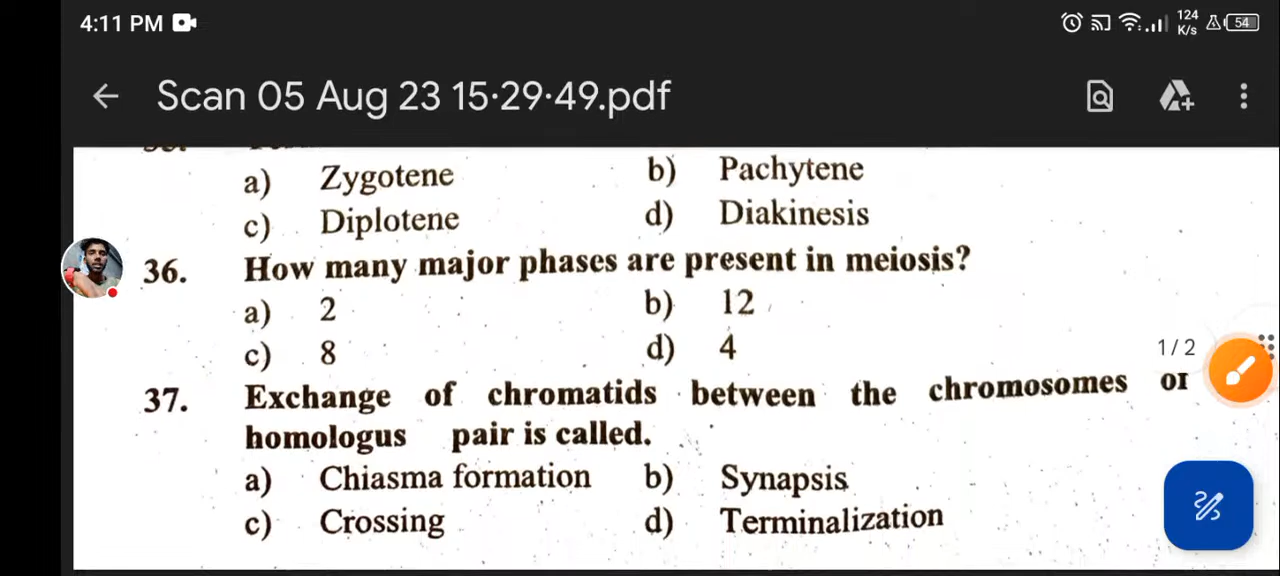 4:11 PM
124 K/s
54
Scan 05 Aug 23 15·29·49.pdf
a) Zygotene b) Pachytene
c) Diplotene d) Diakinesis
36. How many major phases are present in meiosis?
a) 2 b) 12
c) 8 d) 4
1 / 2
37. Exchange of chromatids between the chromosomes of
homologus pair is called.
a) Chiasma formation b) Synapsis
c) Crossing d) Terminalization